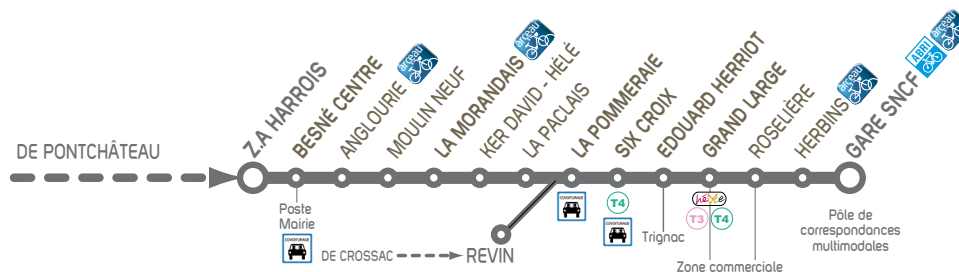 DE PONTCHÂTEAU
Z.A HARROIS
BESNÉ CENTRE
ANGLOURIE
arceau
MOULIN NEUF
LA MORANDAIS
arceau
KER DAVID - HÉLÉ
LA PACLAIS
LA POMMERAIE
SIX CROIX
EDOUARD HERRIOT
GRAND LARGE
ROSELIÈRE
HERBINS
arceau
GARE SNCF
ABRI
arceau
Poste
Mairie
COVOITURAGE
DE CROSSAC
REVIN
COVOITURAGE
T4
COVOITURAGE
Trignac
hélYce
T3 T4
Zone commerciale
Pôle de
correspondances
multimodales